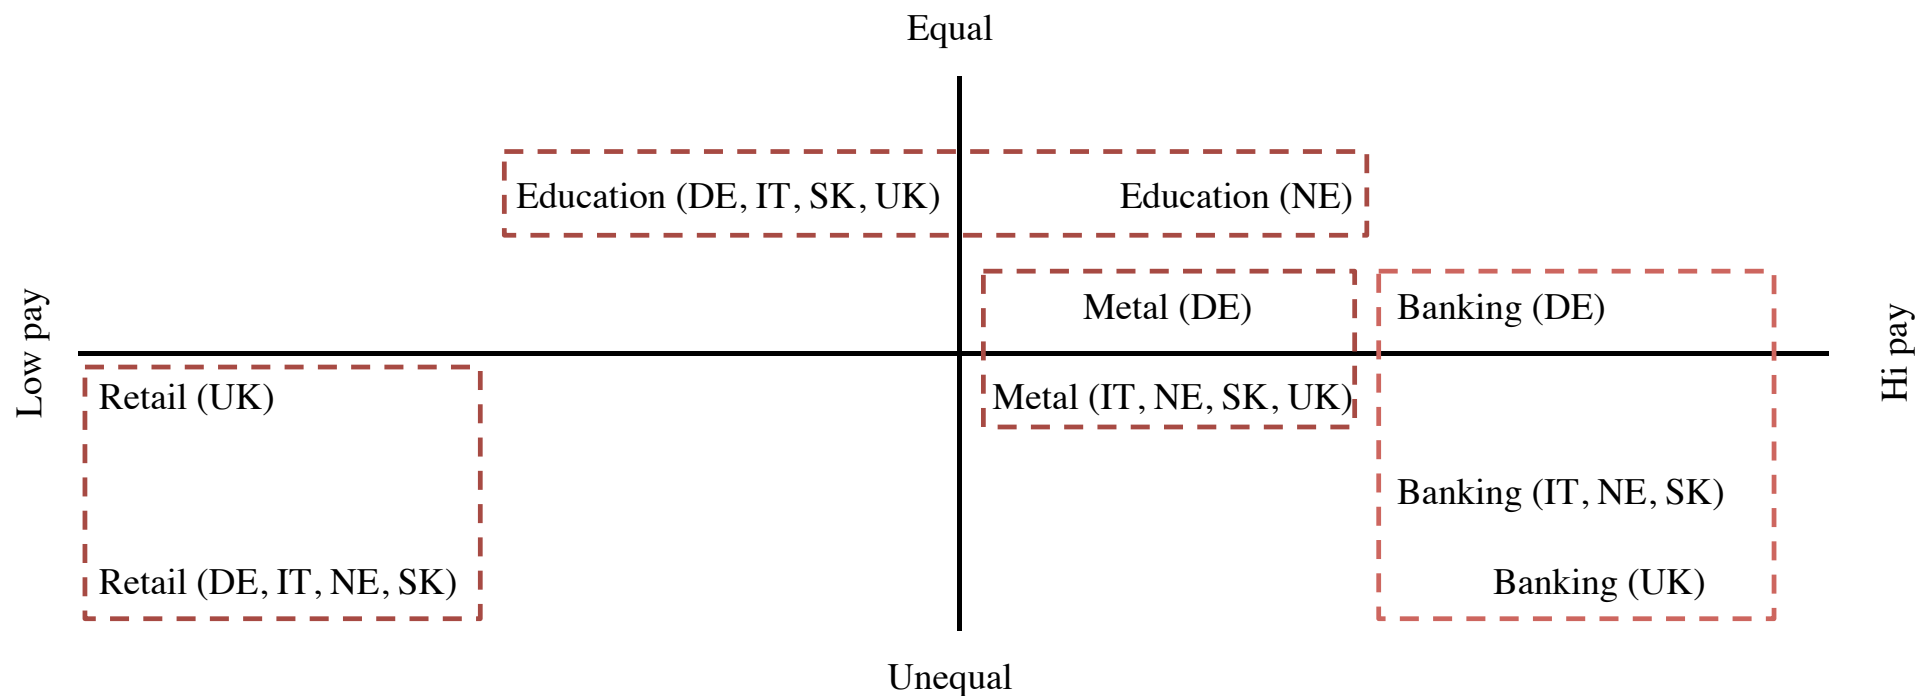 Equal
Education (DE, IT, SK, UK)
Education (NE)
Metal (DE)
Banking (DE)
Low pay
Hi pay
Retail (UK)
Metal (IT, NE, SK, UK)
Banking (IT, NE, SK)
Retail (DE, IT, NE, SK)
Banking (UK)
Unequal